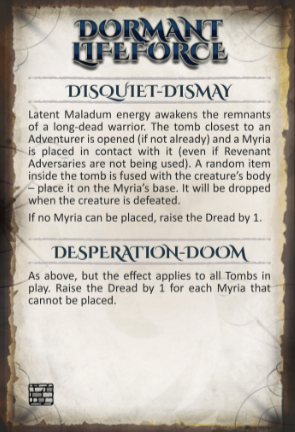 DORMANT
LIFEFORCE
DISQUIET-DISMAY
Latent Maladum energy awakens the remnants
of a long-dead warrior. The tomb closest to
an Adventurer is opened (if not already) and a Myria
is placed in contact with it (even if Revenant
Adversaries are not being used). A random item
inside the tomb is fused with the creature's body
– place it on the Myria's base. It will be dropped
when the creature is defeated.
If no Myria can be placed, raise the Dread by 1.
DESPERATION-DOOM
As above, but the effect applies to all Tombs in
play. Raise the Dread by 1 for each Myria that
cannot be placed.